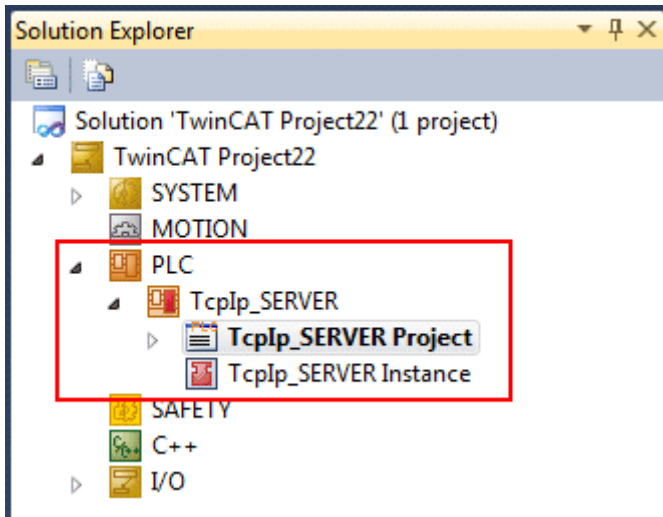 Solution Explorer
Solution 'TwinCAT Project22' (1 project)
TwinCAT Project22
SYSTEM
MOTION
PLC
TcpIp_SERVER
TcpIp_SERVER Project
TcpIp_SERVER Instance
SAFETY
C++
I/O